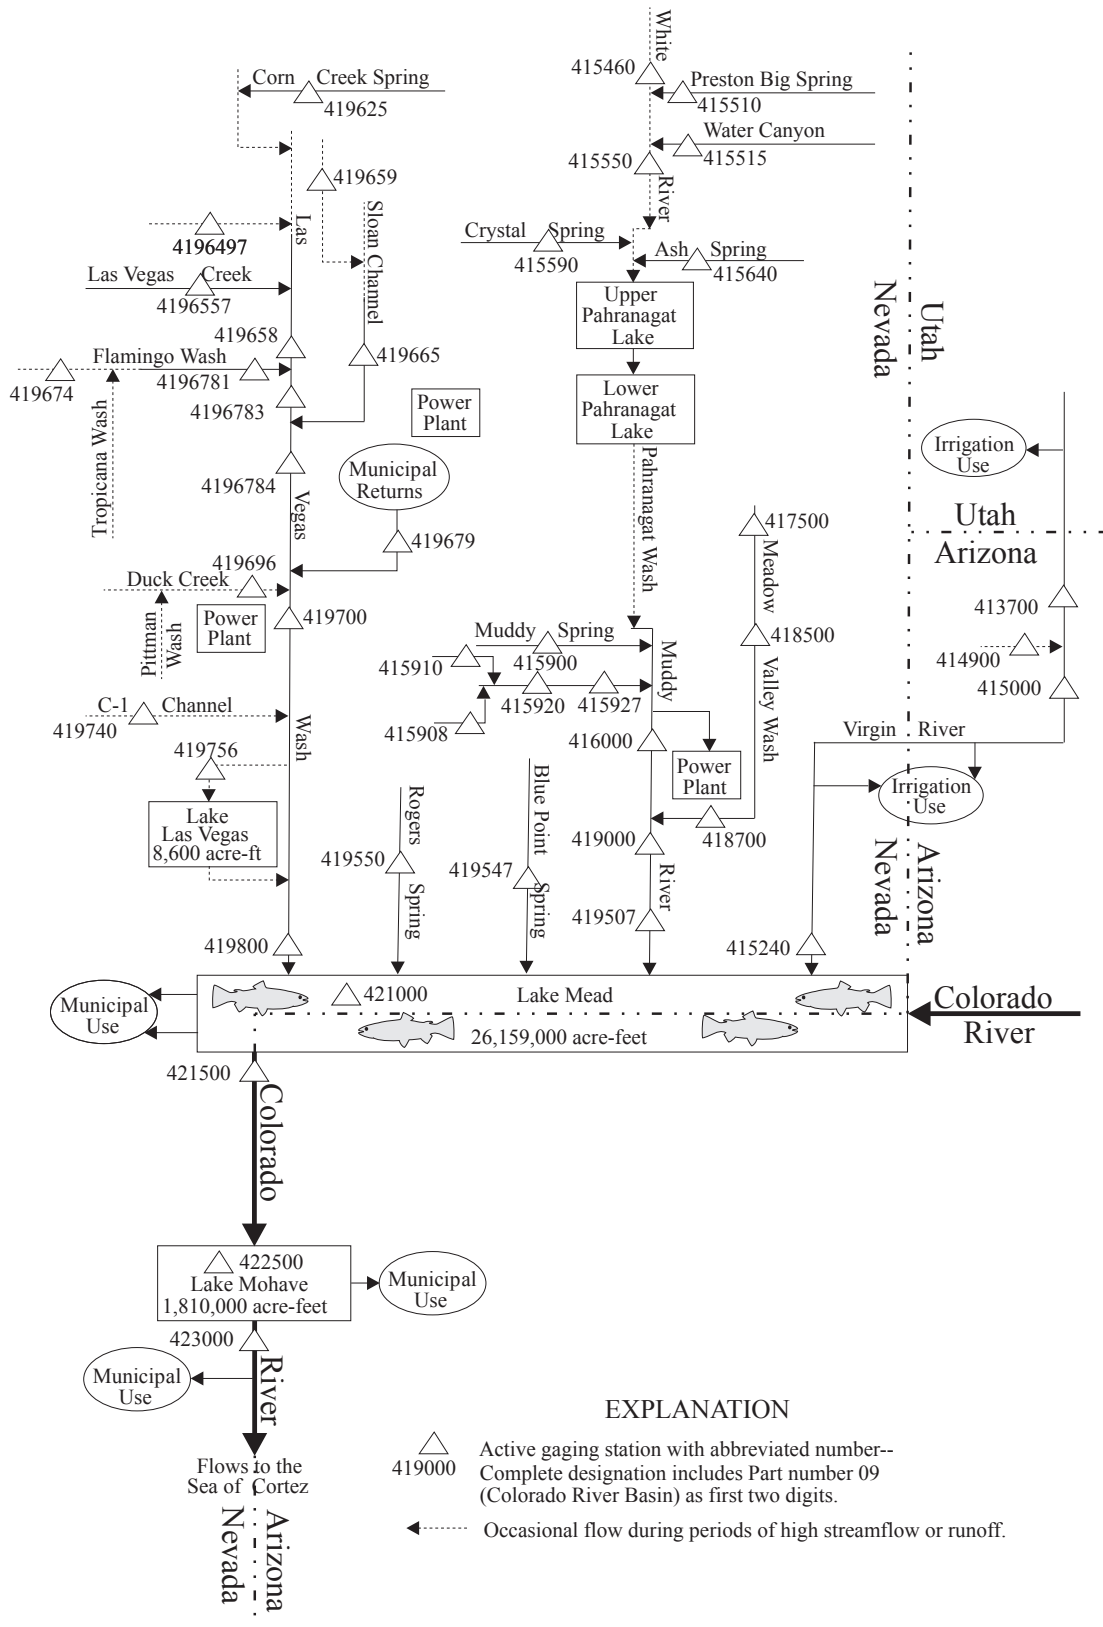 White
415460
Preston Big Spring
415510
Water Canyon
415515
415550
River
Corn Creek Spring
419625
419659
Las
Sloan Channel
4196497
Las Vegas Creek
4196557
Crystal Spring
415590
Ash Spring
415640
Upper
Pahranagat
Lake
Nevada
Utah
419658
419665
Flamingo Wash
419674
4196781
4196783
Tropicana Wash
Power
Plant
Lower
Pahranagat
Lake
Irrigation
Use
4196784
Vegas
Municipal
Returns
419679
Pahranagat Wash
417500
Meadow
Utah
Arizona
419696
Duck Creek
Pittman
Wash
Power
Plant
419700
413700
418500
Valley Wash
414900
415000
Muddy Spring
415900
415910
415920
415927
415908
Muddy
416000
Power
Plant
418700
C-1 Channel
419740
Wash
419756
Lake
Las Vegas
8,600 acre-ft
Virgin River
Irrigation
Use
Rogers
419550
Spring
Blue Point
419547
Spring
419000
River
419507
Nevada
Arizona
419800
415240
Municipal
Use
421000
Lake Mead
26,159,000 acre-feet
Colorado
River
421500
Colorado
422500
Lake Mohave
1,810,000 acre-feet
Municipal
Use
423000
Municipal
Use
River
Flows to the
Sea of Cortez
Nevada
Arizona
EXPLANATION
419000
Active gaging station with abbreviated number--
Complete designation includes Part number 09
(Colorado River Basin) as first two digits.
Occasional flow during periods of high streamflow or runoff.